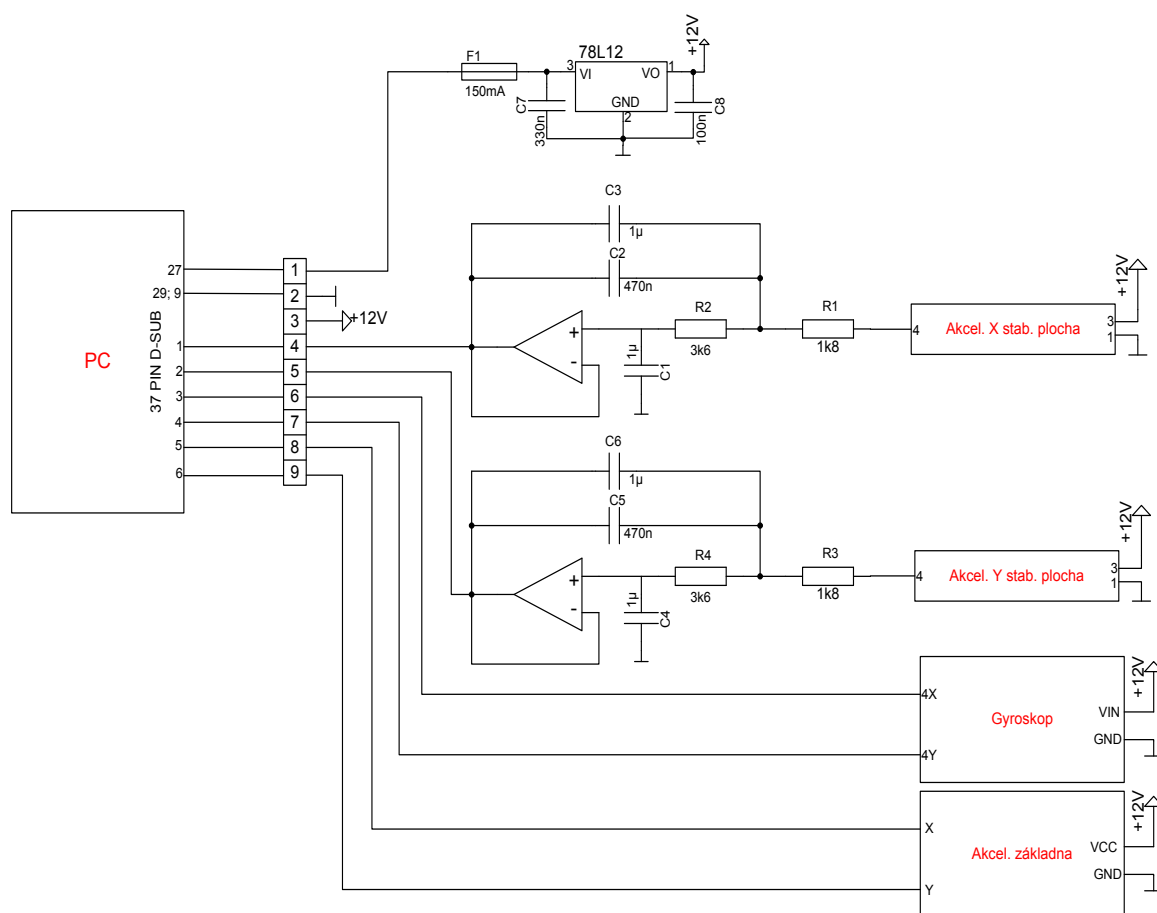 F1
150mA
C7
330n
78L12
3
VI
VO
1
GND
2
+12V
C8
100n
PC
37 PIN D-SUB
27
29; 9
1
2
3
4
5
6
1
2
3
+12V
4
5
6
7
8
9
C3
1µ
C2
470n
+
-
1µ
C1
R2
3k6
R1
1k8
4
Akcel. X stab. plocha
3
1
+12V
C6
1µ
C5
470n
+
-
1µ
C4
R4
3k6
R3
1k8
4
Akcel. Y stab. plocha
3
1
+12V
4X
4Y
Gyroskop
VIN
GND
+12V
X
Y
Akcel. základna
VCC
GND
+12V